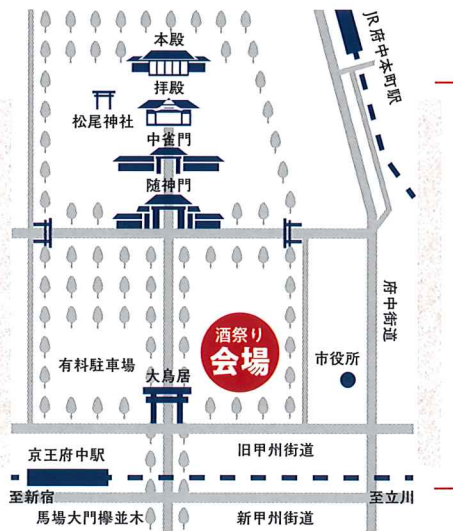 本殿
拝殿
松尾神社
中雀門
随神門
JR府中本町駅
府中街道
酒祭り
会場
市役所
有料駐車場
大鳥居
旧甲州街道
京王府中駅
至新宿
至立川
馬場大門欅並木
新甲州街道